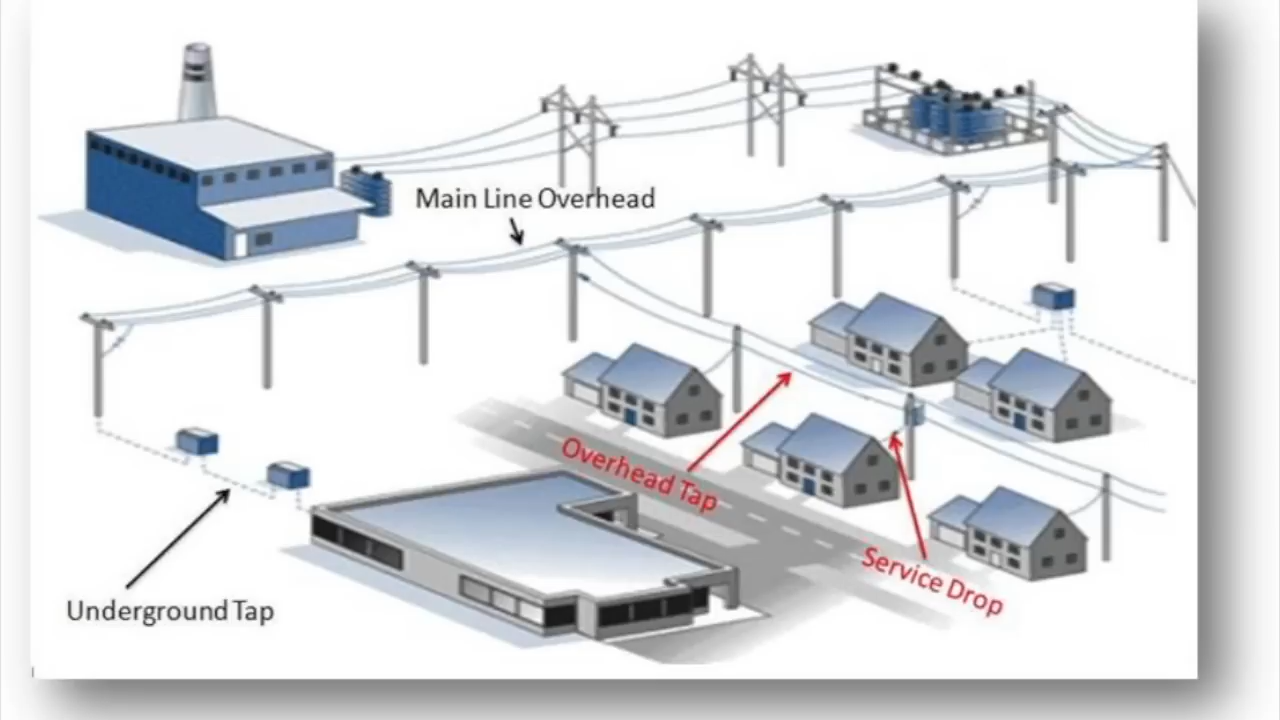 Main Line Overhead
Overhead Tap
Service Drop
Underground Tap